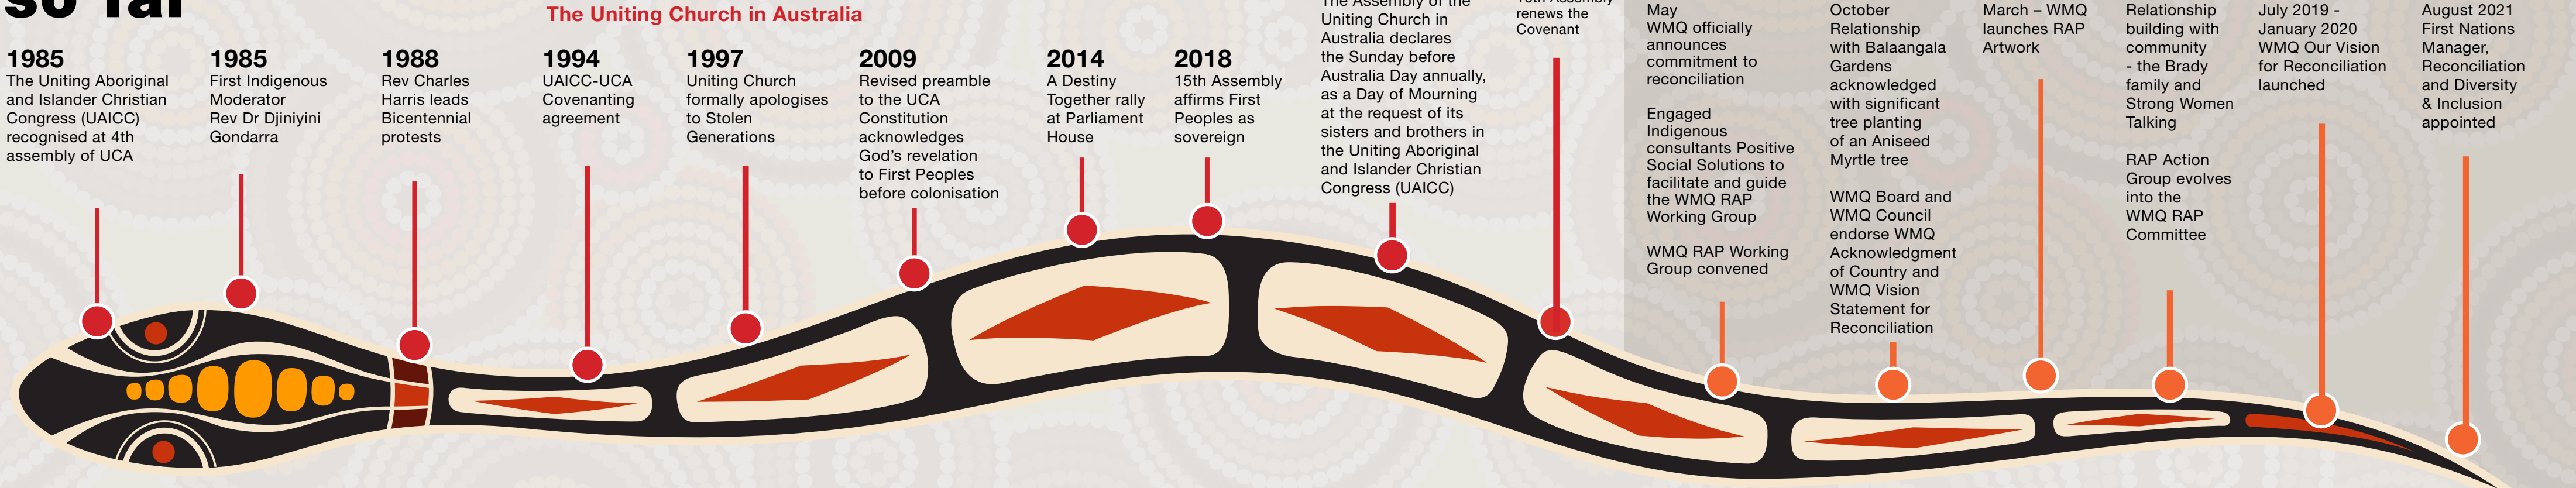 so far
The Uniting Church in Australia
1985
The Uniting Aboriginal
and Islander Christian
Congress (UAICC)
recognised at 4th
assembly of UCA
1985
First Indigenous
Moderator
Rev Dr Djiniyini
Gondarra
1988
Rev Charles
Harris leads
Bicentennial
protests
1994
UAICC-UCA
Covenanting
agreement
1997
Uniting Church
formally apologises
to Stolen
Generations
2009
Revised preamble
to the UCA
Constitution
acknowledges
God’s revelation
to First Peoples
before colonisation
2014
A Destiny
Together rally
at Parliament
House
2018
15th Assembly
affirms First
Peoples as
sovereign
The Assembly of the
Uniting Church in
Australia declares
the Sunday before
Australia Day annually,
as a Day of Mourning
at the request of its
sisters and brothers in
the Uniting Aboriginal
and Islander Christian
Congress (UAICC)
Assembly
renews the
Covenant
May
WMQ officially
announces
commitment to
reconciliation
Engaged
Indigenous
consultants Positive
Social Solutions to
facilitate and guide
the WMQ RAP
Working Group
WMQ RAP Working
Group convened
October
Relationship
with Balaangala
Gardens
acknowledged
with significant
tree planting
of an Aniseed
Myrtle tree
WMQ Board and
WMQ Council
endorse WMQ
Acknowledgment
of Country and
WMQ Vision
Statement for
Reconciliation
March – WMQ
launches RAP
Artwork
Relationship
building with
community
- the Brady
family and
Strong Women
Talking
RAP Action
Group evolves
into the
WMQ RAP
Committee
July 2019 -
January 2020
WMQ Our Vision
for Reconciliation
launched
August 2021
First Nations
Manager,
Reconciliation
and Diversity
& Inclusion
appointed